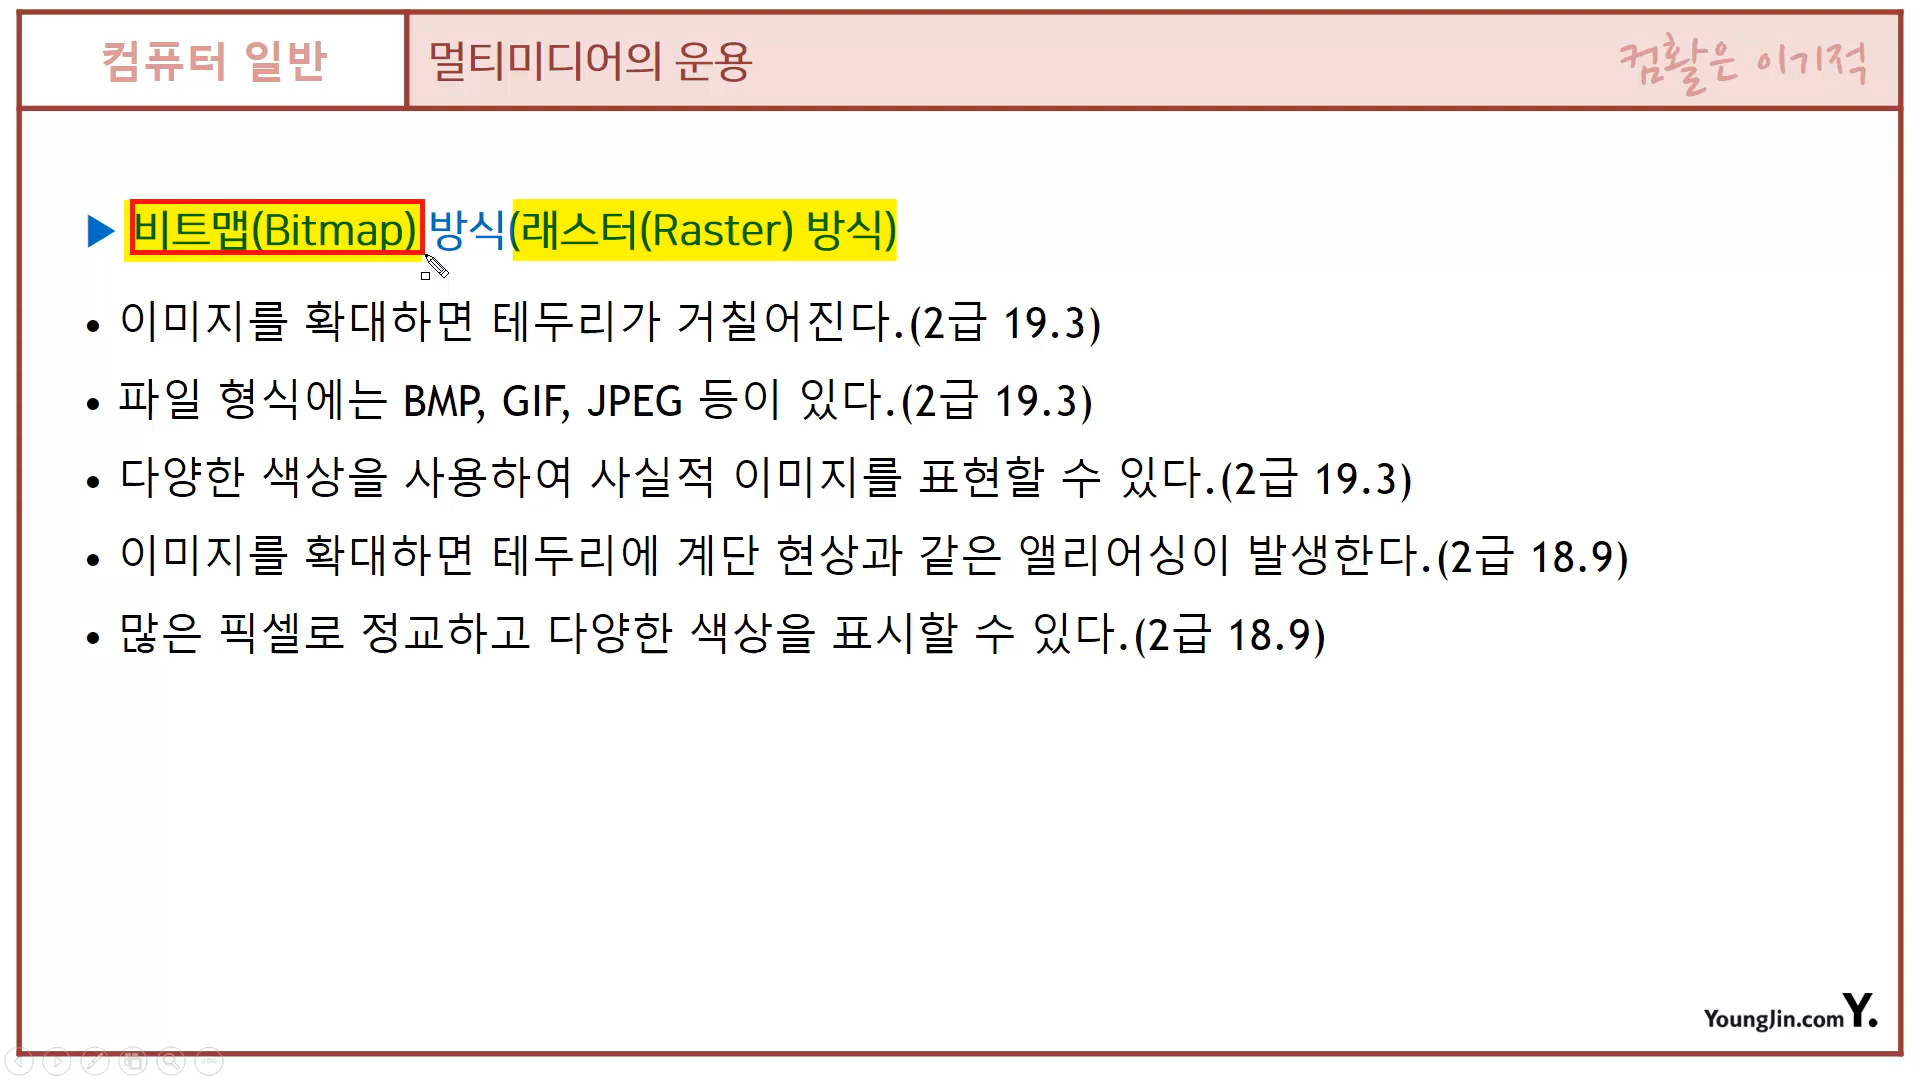 컴퓨터 일반
멀티미디어의 운용
컴활은 이기적
▶ 비트맵(Bitmap) 방식(래스터(Raster) 방식)
• 이미지를 확대하면 테두리가 거칠어진다.(2급 19.3)
• 파일 형식에는 BMP, GIF, JPEG 등이 있다.(2급 19.3)
• 다양한 색상을 사용하여 사실적 이미지를 표현할 수 있다.(2급 19.3)
• 이미지를 확대하면 테두리에 계단 현상과 같은 앨리어싱이 발생한다.(2급 18.9)
• 많은 픽셀로 정교하고 다양한 색상을 표시할 수 있다.(2급 18.9)
YoungJin.com Y.